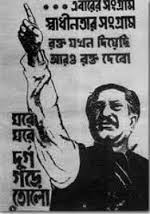 ...এবারের সংগ্রাম
স্বাধীনতার সংগ্রাম
রক্ত যখন দিয়েছি
আরও রক্ত দেবো
ঘরে
ঘরে
দুর্গ
গড়ে
তোলো